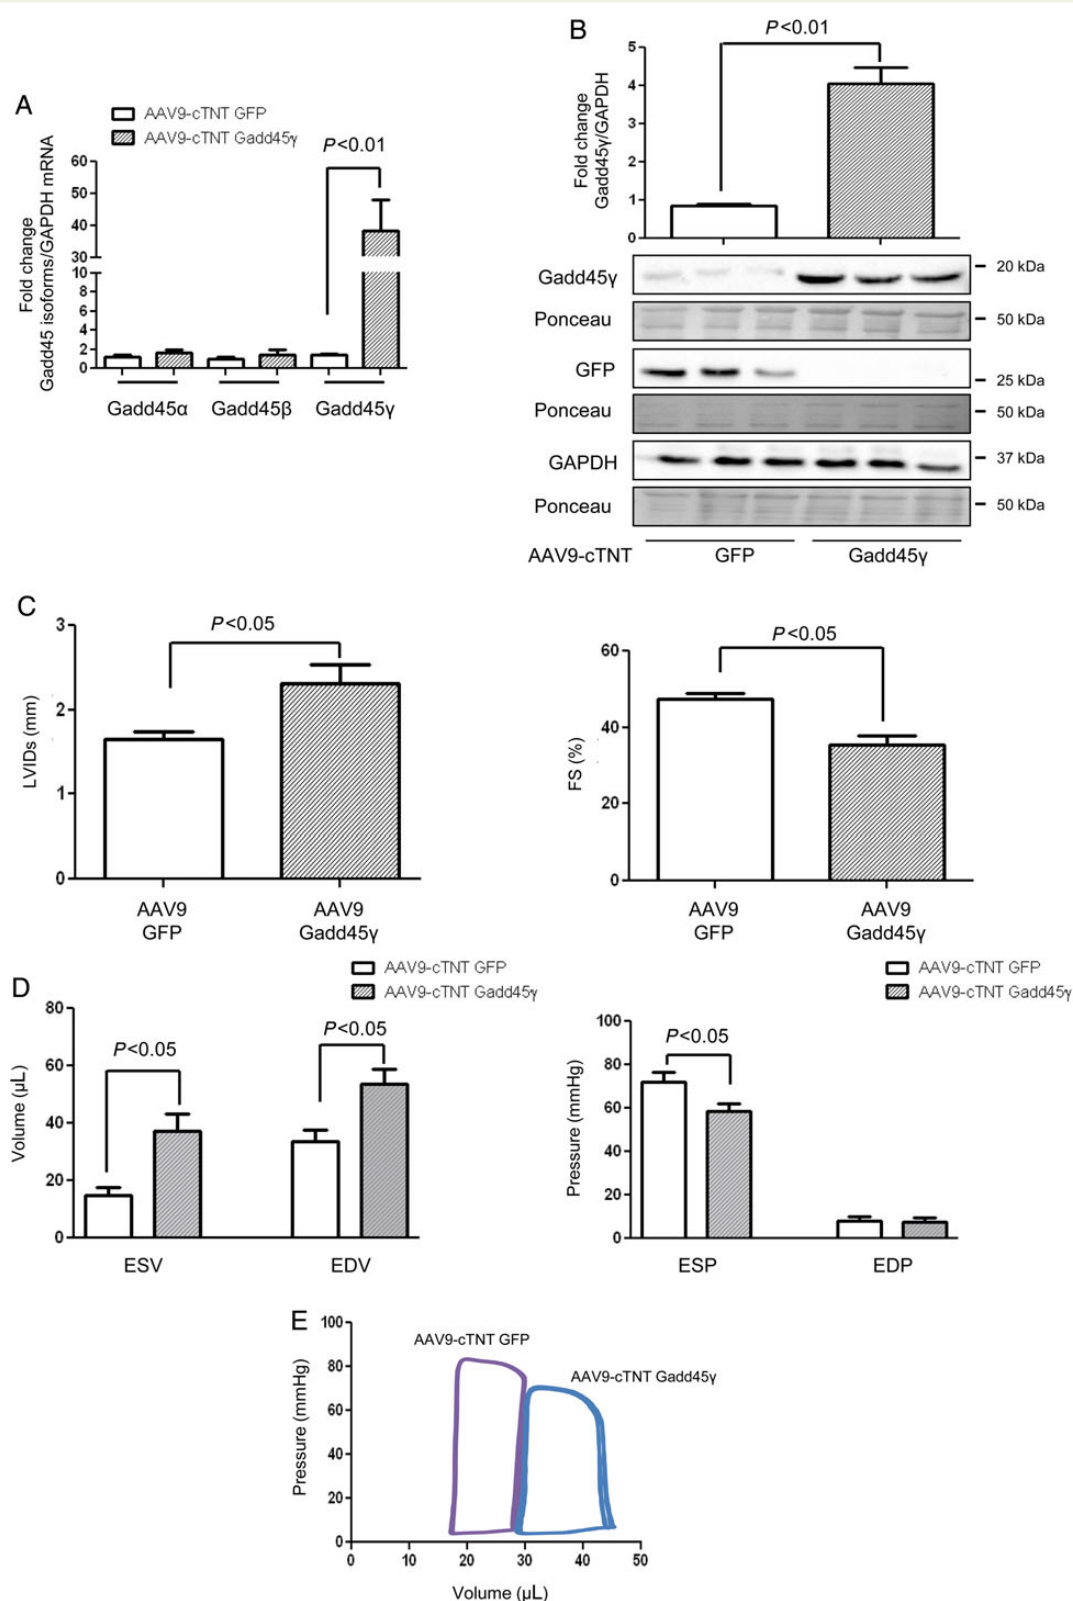 A
AAV9-cTNT GFP
AAV9-cTNT Gadd45γ
Fold change
Gadd45 isoforms/GAPDH mRNA
60
50
40
30
10
8
6
4
2
0
P<0.01
Gadd45α Gadd45β Gadd45γ
B
P<0.01
Fold change
Gadd45γ/GAPDH
5
4
3
2
1
0
Gadd45γ 20 kDa
Ponceau 50 kDa
GFP 25 kDa
Ponceau 50 kDa
GAPDH 37 kDa
Ponceau 50 kDa
AAV9-cTNT GFP Gadd45γ
C
P<0.05
LVIDs (mm)
3
2
1
0
AAV9 AAV9
GFP Gadd45γ
P<0.05
FS (%)
60
40
20
0
AAV9 AAV9
GFP Gadd45γ
D
AAV9-cTNT GFP
AAV9-cTNT Gadd45γ
Volume (µL)
80
60
40
20
0
P<0.05
P<0.05
ESV EDV
AAV9-cTNT GFP
AAV9-cTNT Gadd45γ
Pressure (mmHg)
100
80
60
40
20
0
P<0.05
ESP EDP
E
AAV9-cTNT GFP
AAV9-cTNT Gadd45γ
Pressure (mmHg)
100
80
60
40
20
0
0 10 20 30 40 50
Volume (µL)